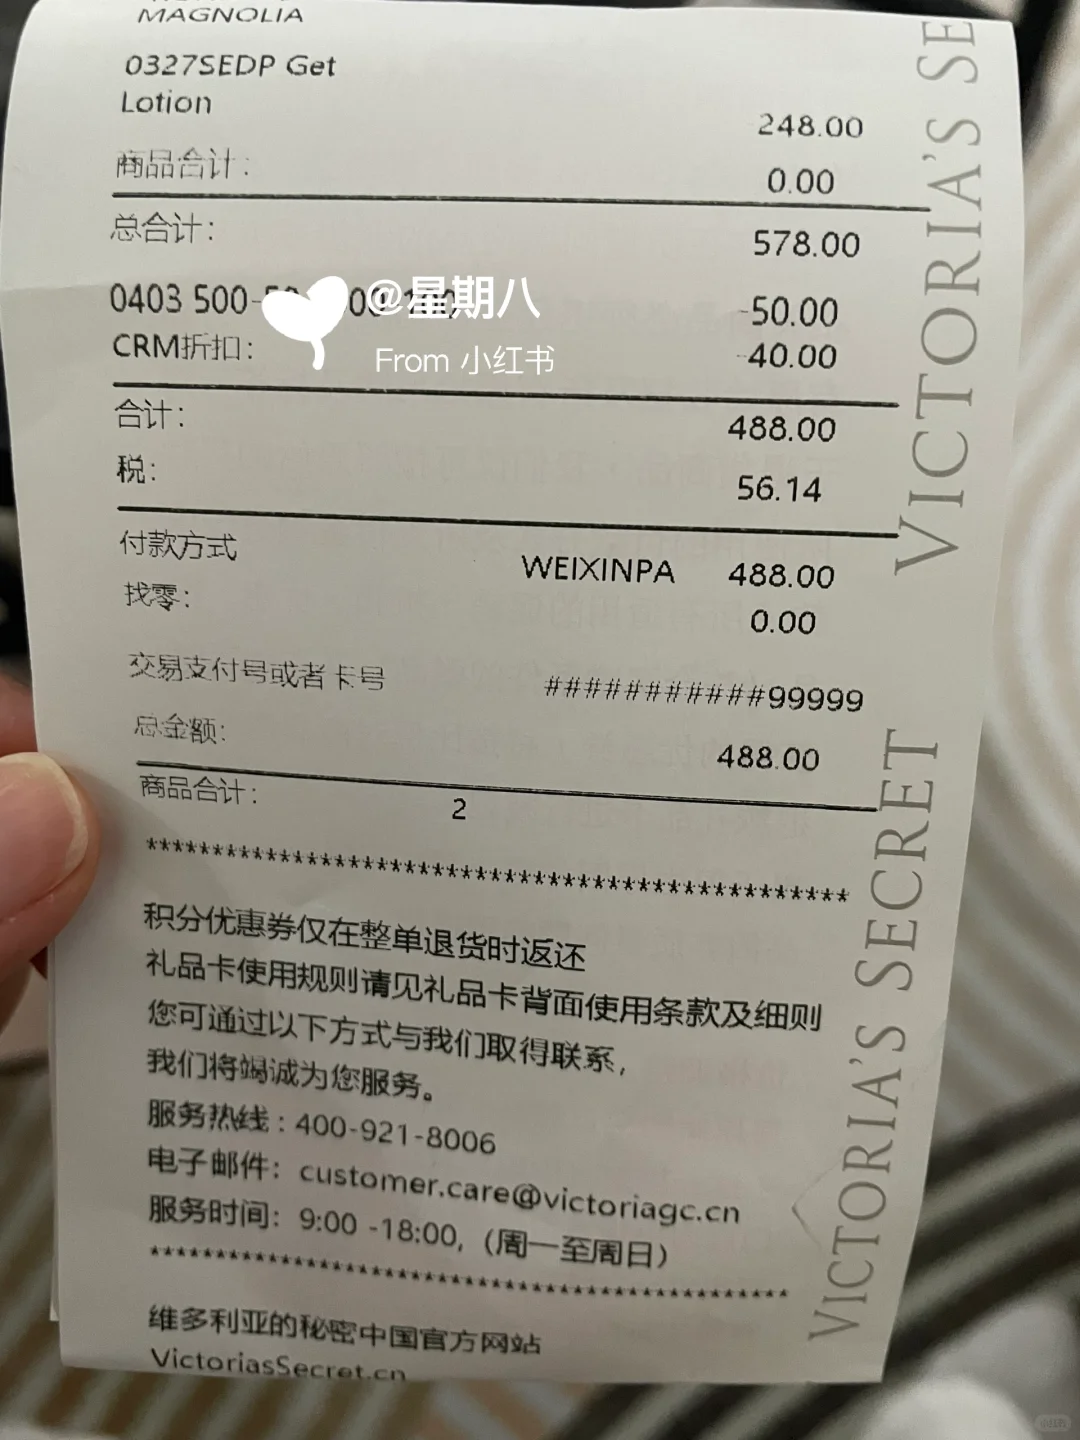 MAGNOLIA
0327SEDP Get
Lotion
-248.00
商品合计: 0.00
总合计: 578.00
0403 500-50 -50.00
@星期八
From 小红书
CRM折扣: -40.00
合计: 488.00
税: 56.14
付款方式 WEIXINPA 488.00
找零: 0.00
交易支付号或者卡号 ###########99999
总金额: 488.00
商品合计: 2
积分优惠券仅在整单退货时返还
礼品卡使用规则请见礼品卡背面使用条款及细则
您可通过以下方式与我们取得联系,
我们将竭诚为您服务。
服务热线：400-921-8006
电子邮件：customer.care@victoriagc.cn
服务时间：9:00 -18:00,（周一至周日）
维多利亚的秘密中国官方网站
VictoriasSecret.cn
VICTORIA'S SE
VICTORIA'S SECRET
小红书